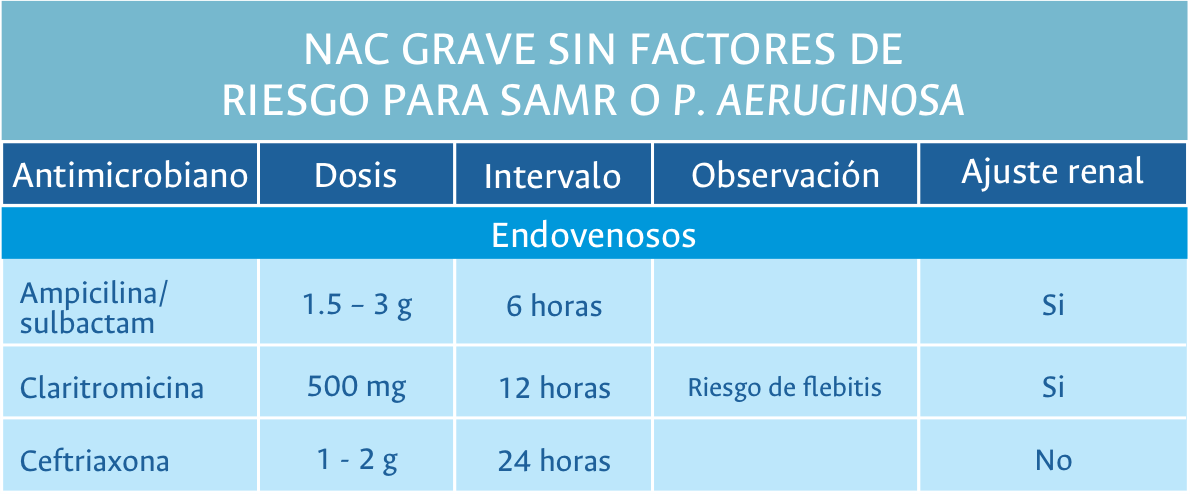 NAC GRAVE SIN FACTORES DE
RIESGO PARA SAMR O P. AERUGINOSA
Antimicrobiano Dosis Intervalo Observación Ajuste renal
Endovenosos
Ampicilina/
sulbactam 1.5 – 3 g 6 horas Si
Claritromicina 500 mg 12 horas Riesgo de flebitis Si
Ceftriaxona 1 - 2 g 24 horas No